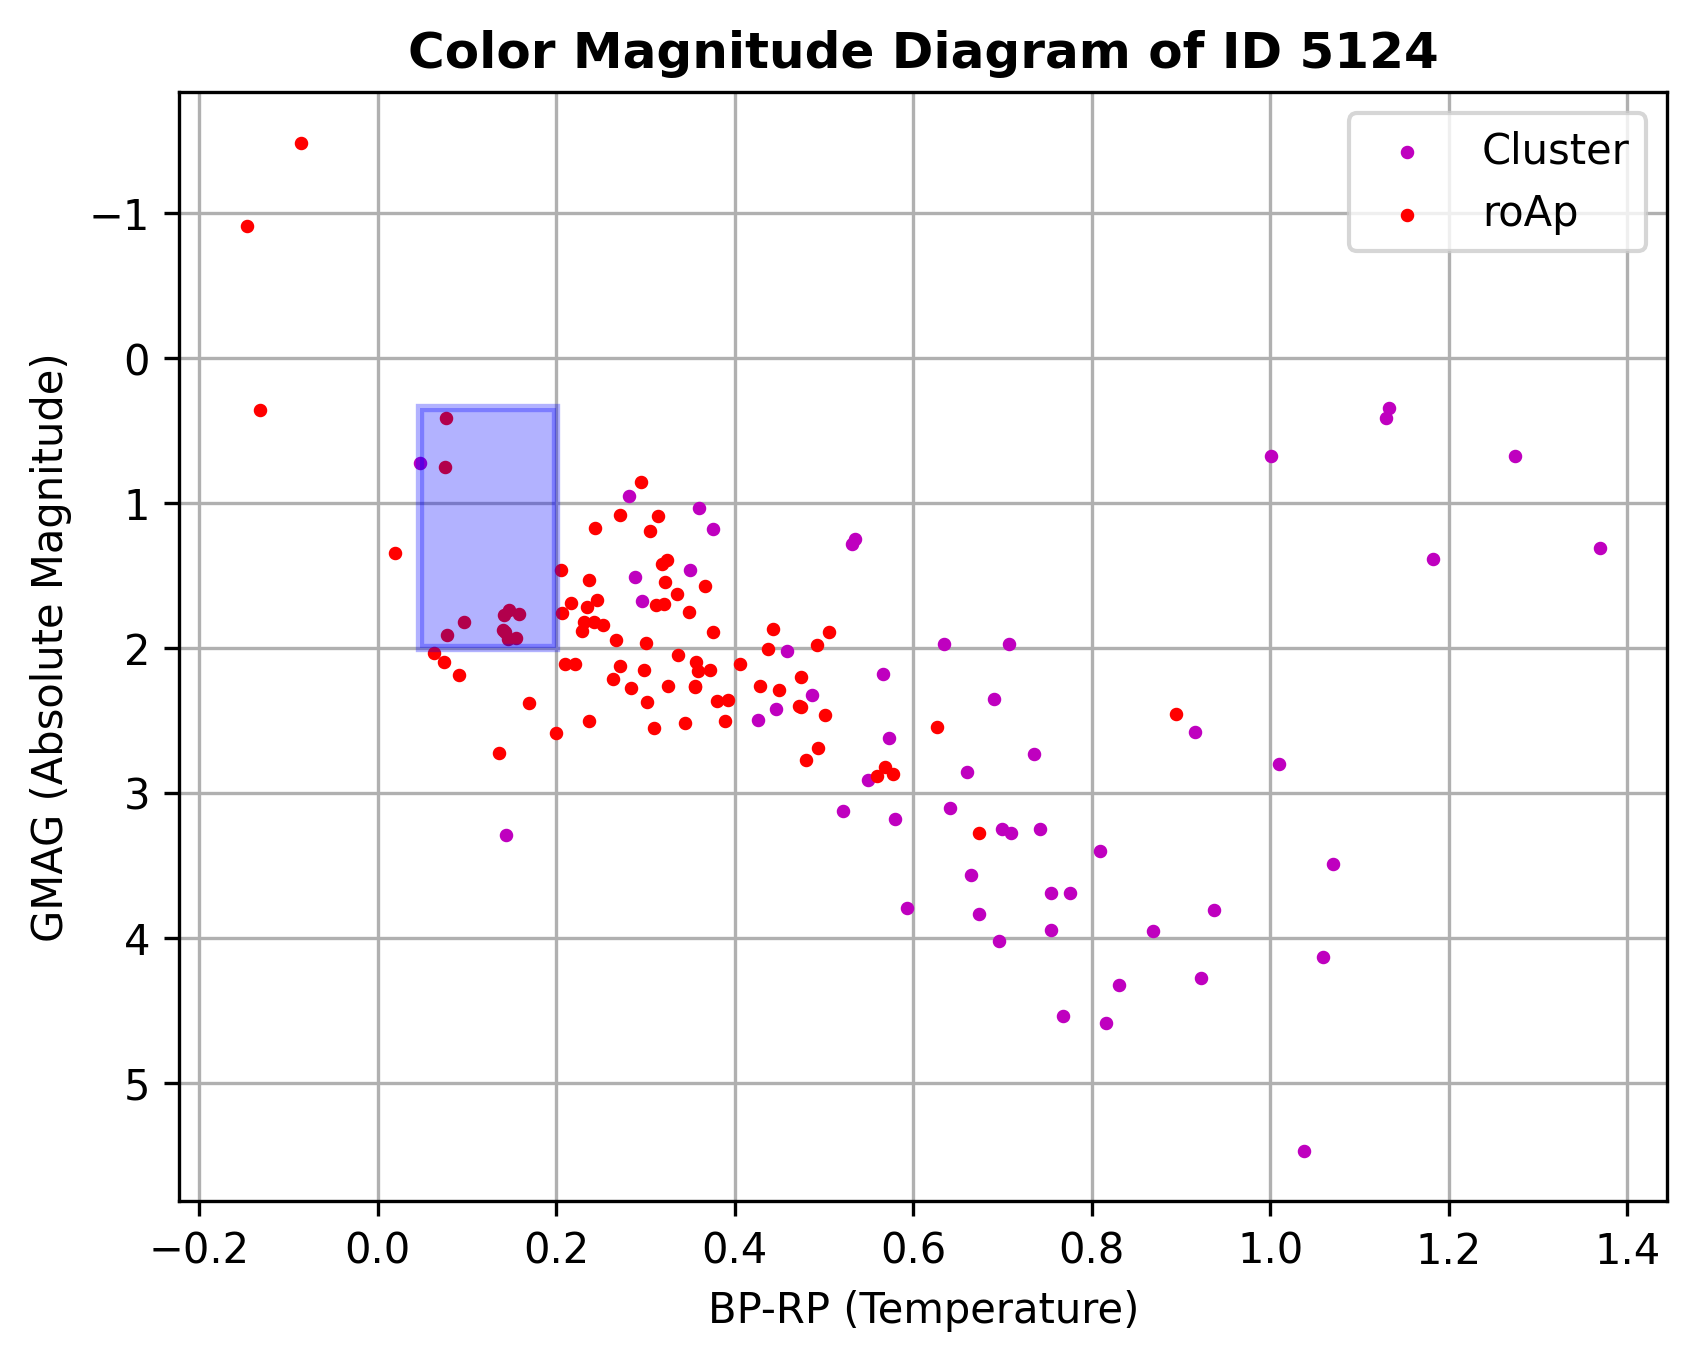 Color Magnitude Diagram of ID 5124
Cluster
roAp
GMAG (Absolute Magnitude)
−1
0
1
2
3
4
5
−0.2 0.0 0.2 0.4 0.6 0.8 1.0 1.2 1.4
BP-RP (Temperature)